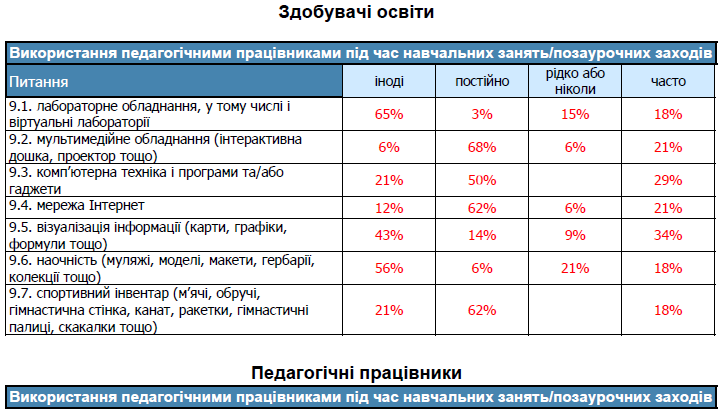 Здобувачі освіти
Використання педагогічними працівниками під час навчальних занять/позаурочних заходів
Питання іноді постійно рідко або ніколи часто
9.1. лабораторне обладнання, у тому числі і
віртуальні лабораторії 65% 3% 15% 18%
9.2. мультимедійне обладнання (інтерактивна
дошка, проектор тощо) 6% 68% 6% 21%
9.3. комп’ютерна техніка і програми та/або
гаджети 21% 50% 29%
9.4. мережа Інтернет 12% 62% 6% 21%
9.5. візуалізація інформації (карти, графіки,
формули тощо) 43% 14% 9% 34%
9.6. наочність (муляжі, моделі, макети, гербарії,
колекції тощо) 56% 6% 21% 18%
9.7. спортивний інвентар (м’ячі, обручі,
гімнастична стінка, канат, ракетки, гімнастичні
палиці, скакалки тощо) 21% 62% 18%
Педагогічні працівники
Використання педагогічними працівниками під час навчальних занять/позаурочних заходів